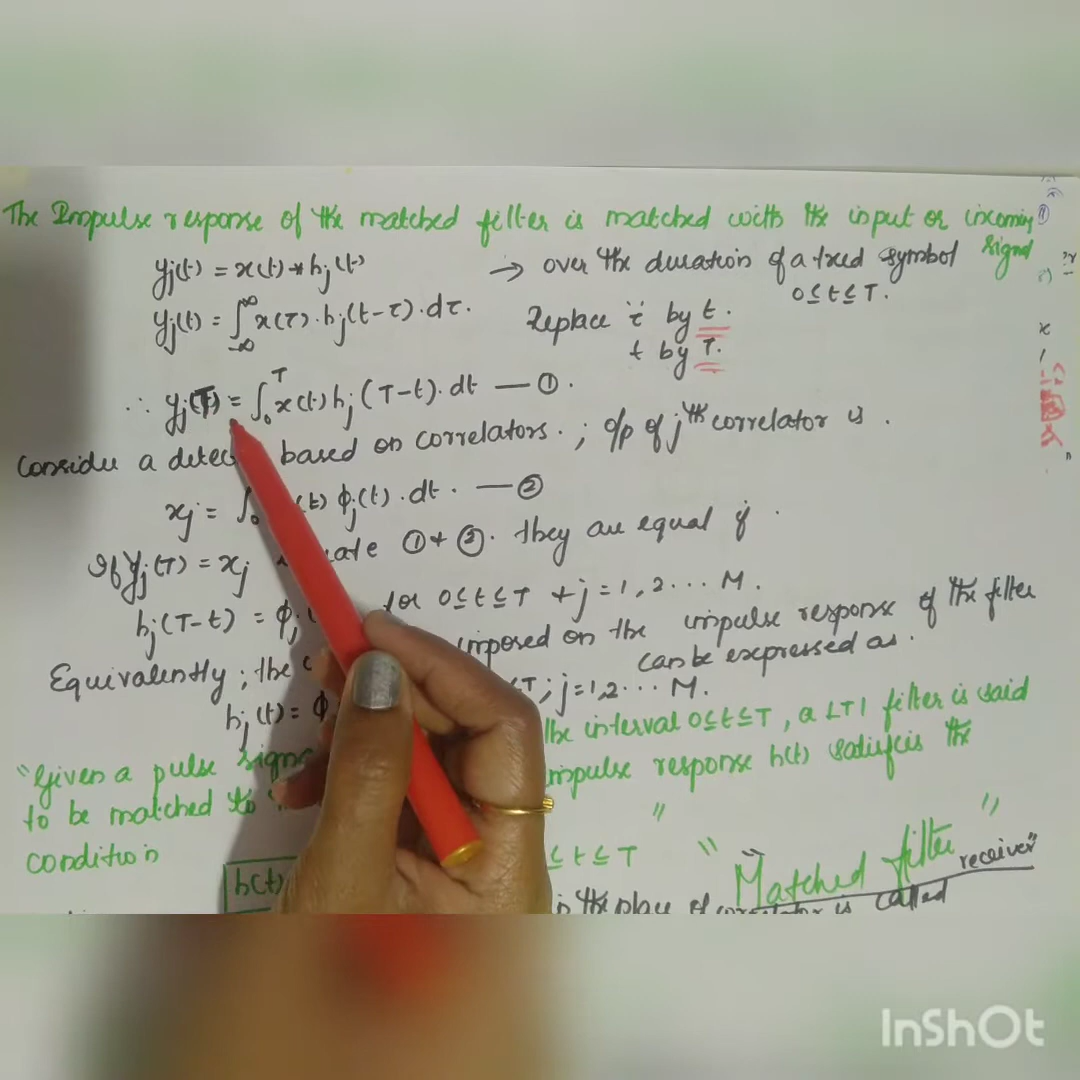 The Impulse response of the matched filter is matched with the input or incoming signal
yj(t) = x(t) * hj(t) → over the duration of a fixed symbol
0 ≤ t ≤ T.
yj(t) = ∫_{-∞}^{∞} x(τ). hj(t-τ). dτ. Replace τ by t.
t by T.
∴ yj(T) = ∫_0^T x(t) hj (T-t). dt — ①.
Consider a detec based on correlators. ; o/p of jth correlator is.
xj = ∫_0 (t) ϕj(t). dt. — ②
If yj(T) = xj ①+②. They are equal if.
hj(T-t) = ϕj for 0≤t≤T + j=1,2... M.
Equivalently ; the imposed on the impulse response of the filter
can be expressed as.
hj(t) = ϕ T ; j=1,2... M.
"Given a pulse signa the interval 0≤t≤T, a LTI filter is said
to be matched to impulse response h(t) satisfies the
condition "
h(t) ≤ t ≤ T "Matched filter receiver"
in the place of correlator is called
InShOt